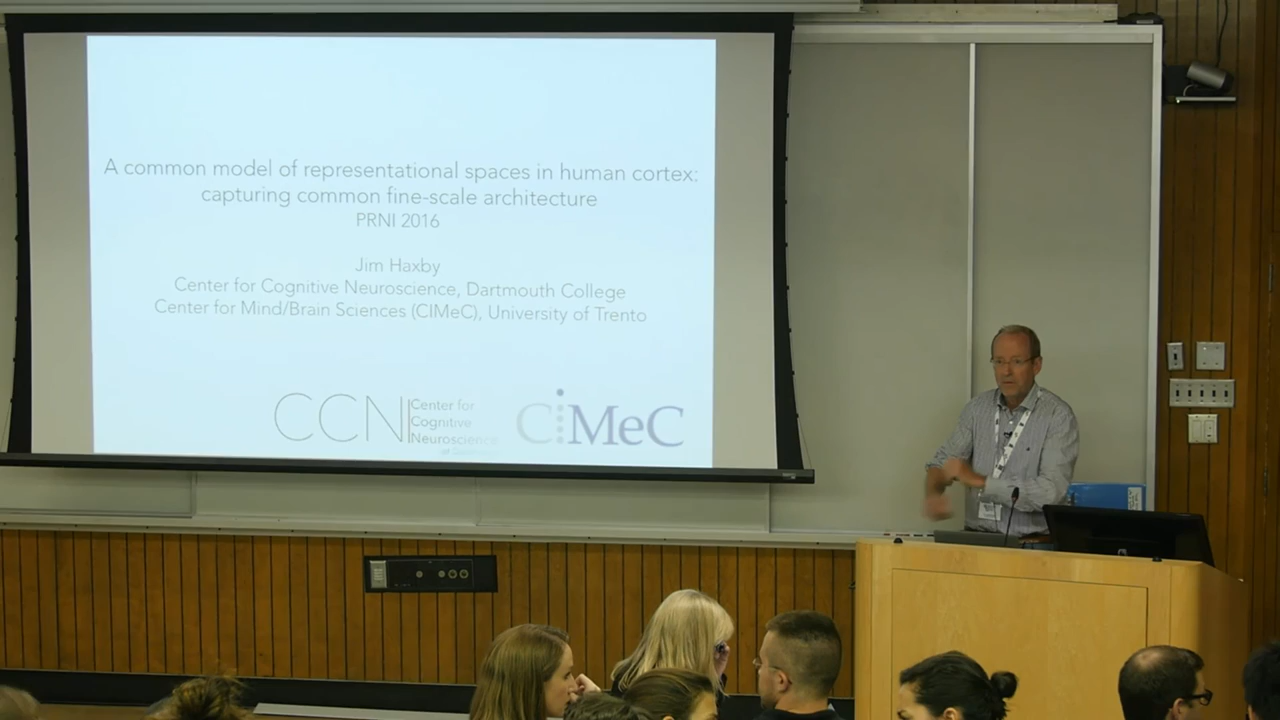 A common model of representational spaces in human cortex:
capturing common fine-scale architecture
PRNI 2016
Jim Haxby
Center for Cognitive Neuroscience, Dartmouth College
Center for Mind/Brain Sciences (CIMeC), University of Trento
CCN
Center for
Cognitive
Neuroscience
CiMeC